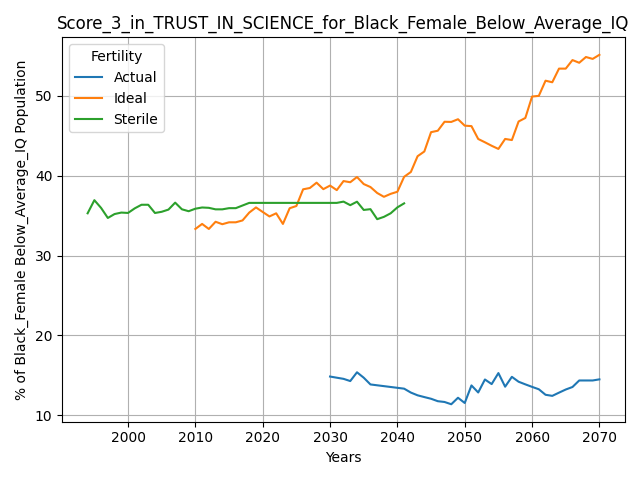 Score_3_in_TRUST_IN_SCIENCE_for_Black_Female_Below_Average_IQ
Fertility
Actual
Ideal
Sterile
% of Black_Female Below_Average_IQ Population
50
40
30
20
10
2000
2010
2020
2030
2040
2050
2060
2070
Years